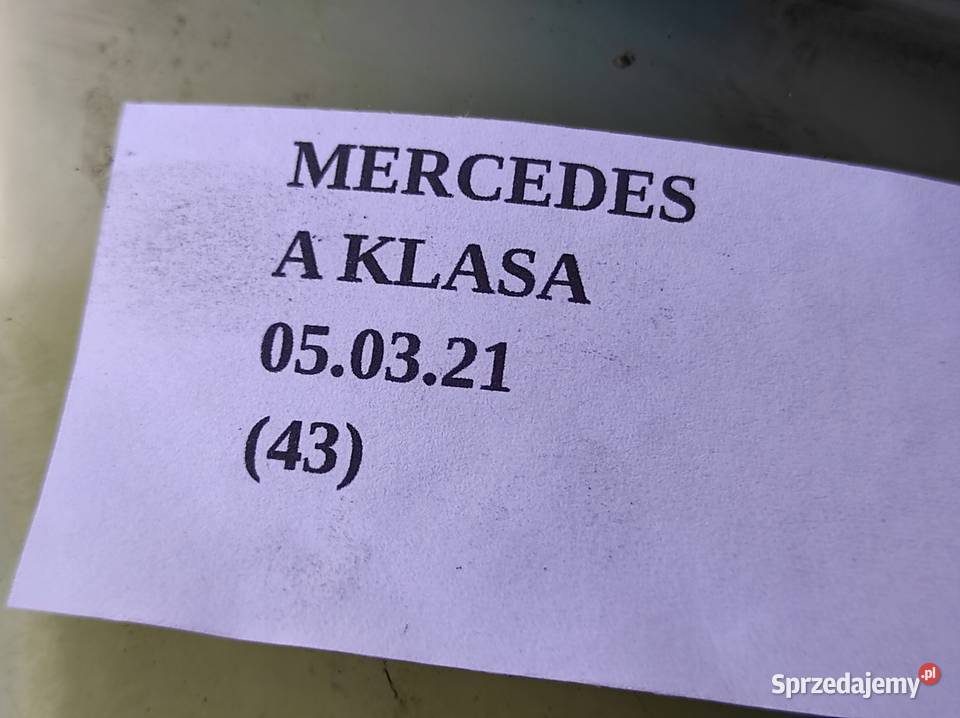 MERCEDES
A KLASA
05.03.21
(43)
Sprzedajemy.pl